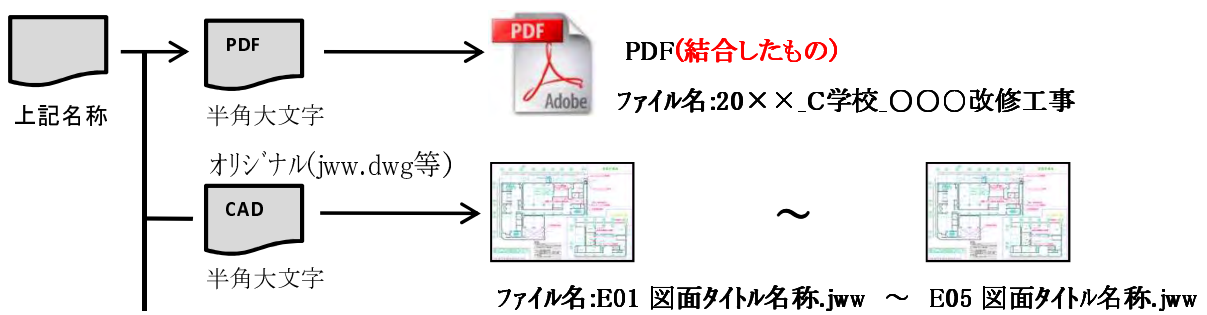 上記名称
PDF
半角大文字
PDF
Adobe
PDF(結合したもの)
ファイル名:20××_C学校_○○○改修工事
オリジナル(jww.dwg等)
CAD
半角大文字
~
ファイル名:E01 図面タイトル名称.jww ~ E05 図面タイトル名称.jww